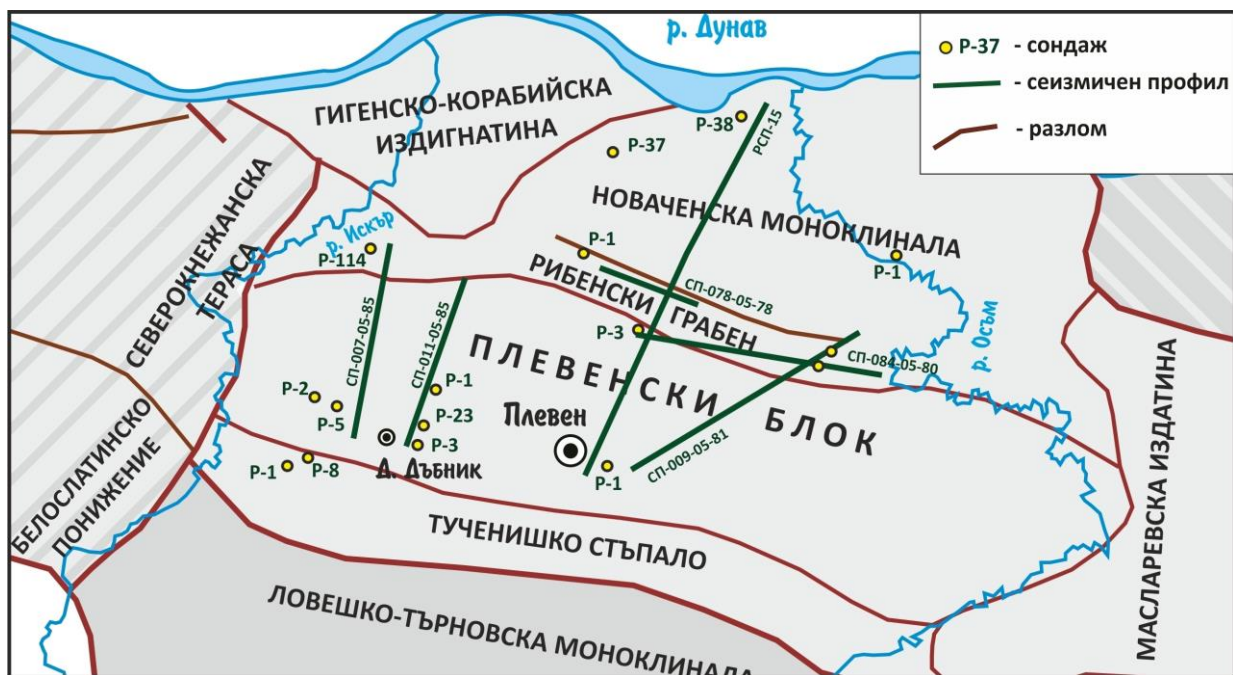 р. Дунав
Р-37 - сондаж
- сеизмичен профил
- разлом
ГИГЕНСКО-КОРАБИЙСКА
ИЗДИГНАТИНА
Р-38
РСП-15
Р-37
СЕВЕРОКНЕЖАНСКА
ТЕРАСА
р. Искър
Р-114
НОВАЧЕНСКА МОНОКЛИНАЛА
Р-1
Р-1
РИБЕНСКИ ГРАБЕН
СП-078-05-78
СП-007-05-85
СП-011-05-85
Р-3
ПЛЕВЕНСКИ БЛОК
СП-084-05-80
р. Осъм
Р-2
Р-5
Р-1
Р-23
Р-3
Д. Дъбник
Плевен
Р-1
СП-009-05-81
Р-1
Р-8
БЕЛОСЛАТИНСКО
ПОНИЖЕНИЕ
ТУЧЕНИШКО СТЪПАЛО
МАСЛАРЕВСКА ИЗДАТИНА
ЛОВЕШКО-ТЪРНОВСКА МОНОКЛИНАЛА